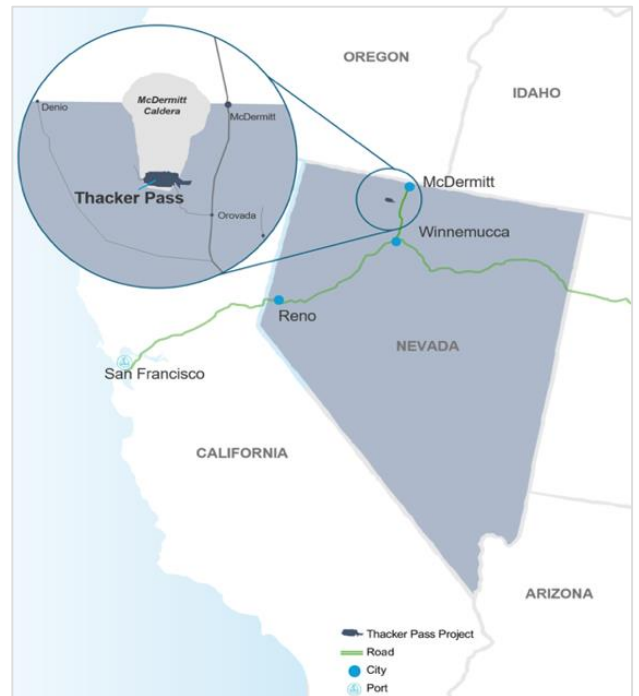 OREGON
IDAHO
McDermitt
Caldera
Denio
McDermitt
Thacker Pass
Orovada
McDermitt
Winnemucca
Reno
NEVADA
San Francisco
CALIFORNIA
ARIZONA
Thacker Pass Project
Road
City
Port